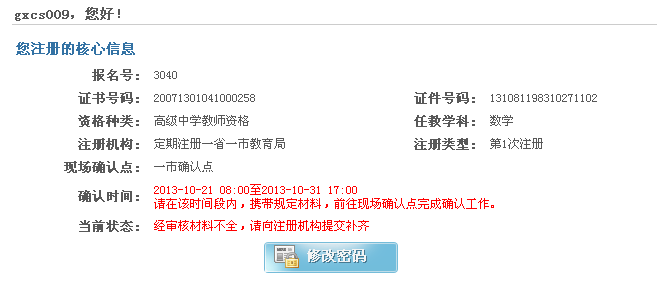 gxcs009，您好！
您注册的核心信息
报名号： 3040
证书号码： 20071301041000258 证件号码： 131081198310271102
资格种类： 高级中学教师资格 任教学科： 数学
注册机构： 定期注册一省一市教育局 注册类型： 第1次注册
现场确认点： 一市确认点
确认时间： 2013-10-21 08:00至2013-10-31 17:00
请在该时间段内，携带规定材料，前往现场确认点完成确认工作。
当前状态： 经审核材料不全，请向注册机构提交补齐
修改密码